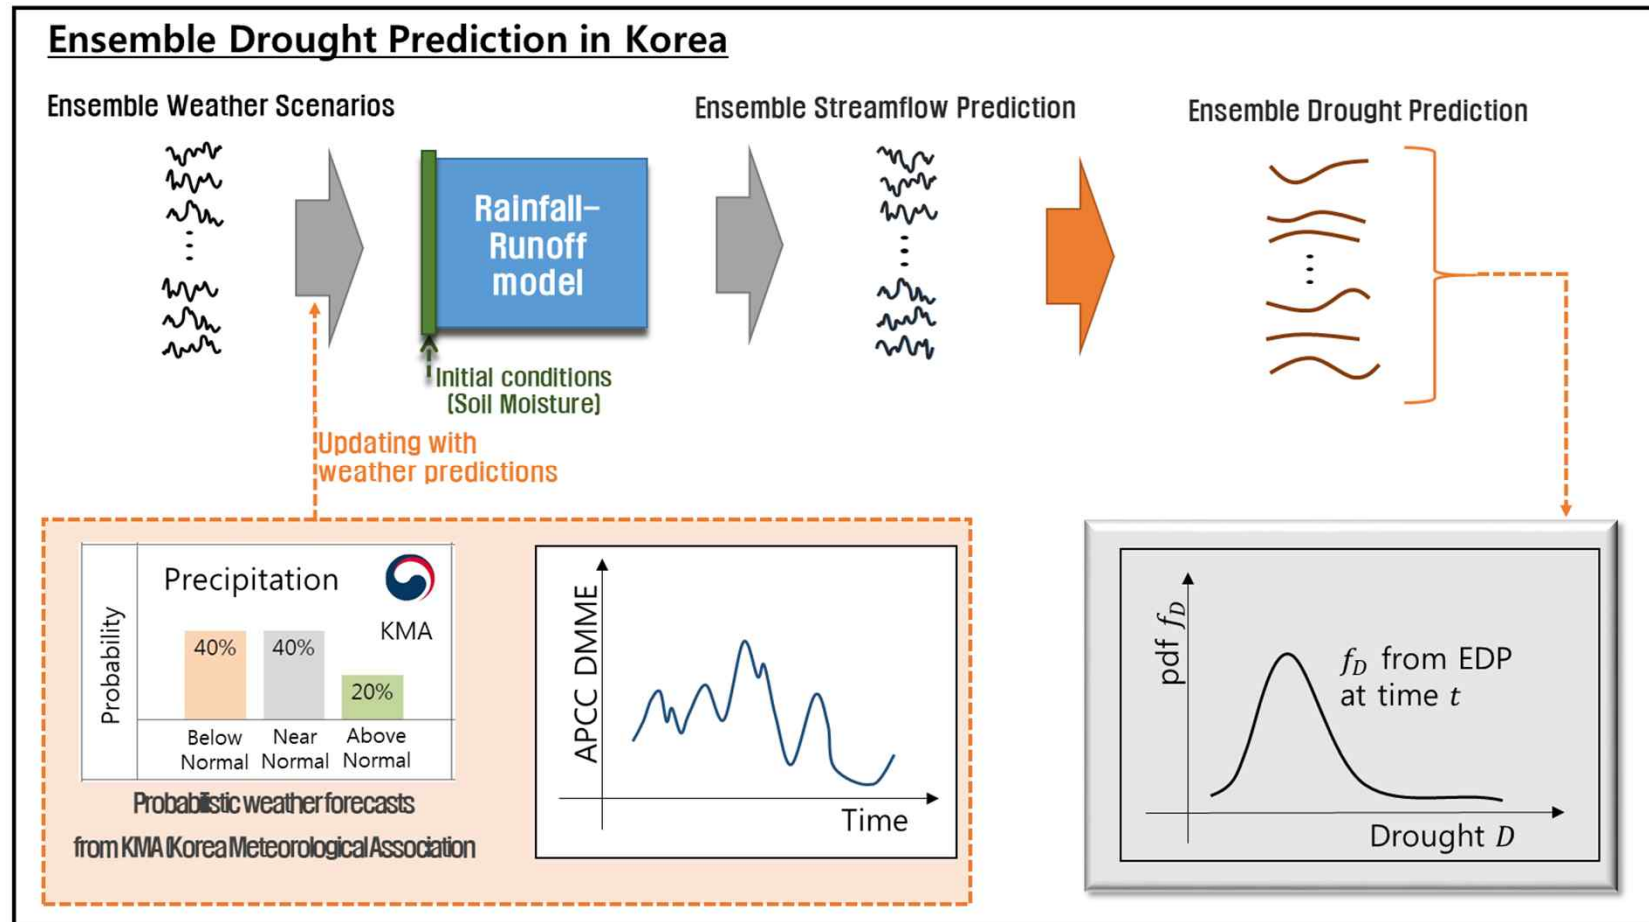 Ensemble Drought Prediction in Korea
Ensemble Weather Scenarios
Ensemble Streamflow Prediction
Ensemble Drought Prediction
Rainfall-
Runoff
model
Initial conditions
(Soil Moisture)
Updating with
weather predictions
Probability
Precipitation
KMA
40%
40%
20%
Below
Normal
Near
Normal
Above
Normal
Probabilistic weather forecasts
from KMA (Korea Meteorological Association
APCC DMME
Time
pdf f_D
f_D from EDP
at time t
Drought D